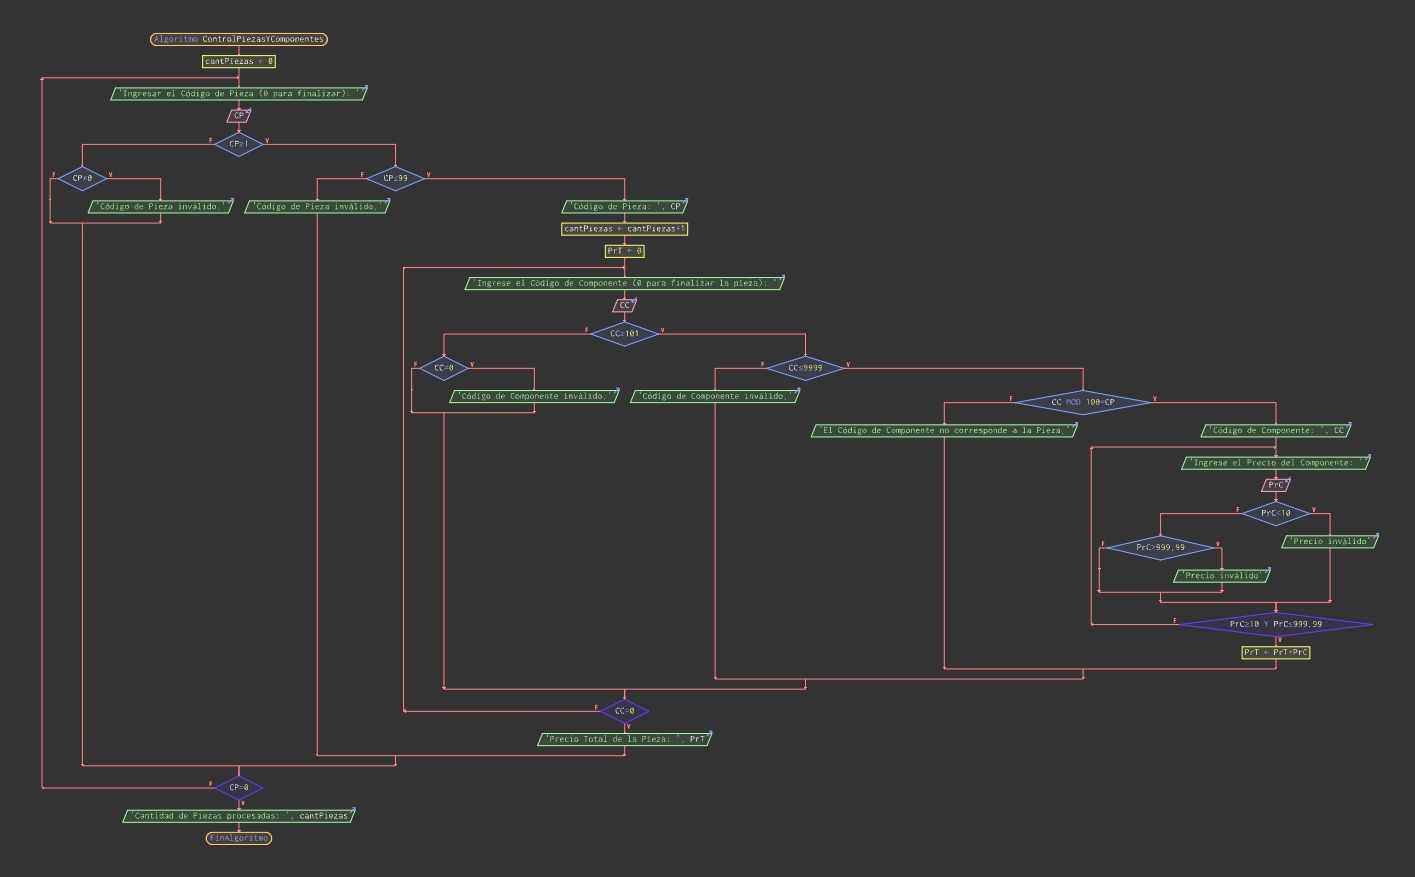 Algoritmo ControlPiezasYComponentes
cantPiezas ← 0
'Ingresar el Código de Pieza (0 para finalizar): '
CP
CP≥1
F
V
CP≠0
F
V
CP≤99
F
V
'Código de Pieza inválido.'
'Código de Pieza inválido.'
'Código de Pieza: ', CP
cantPiezas ← cantPiezas+1
PrT ← 0
'Ingrese el Código de Componente (0 para finalizar la pieza): '
CC
CC≥101
F
V
CC≠0
F
V
CC≤9999
F
V
'Código de Componente inválido.'
'Código de Componente inválido.'
CC MOD 100=CP
F
V
'El Código de Componente no corresponde a la Pieza.'
'Código de Componente: ', CC
'Ingrese el Precio del Componente: '
PrC
PrC<10
F
V
'Precio inválido'
PrC>999.99
F
V
'Precio inválido'
PrC≥10 Y PrC≤999.99
F
V
PrT ← PrT+PrC
CC=0
F
V
'Precio Total de la Pieza: ', PrT
CP=0
F
V
'Cantidad de Piezas procesadas: ', cantPiezas
FinAlgoritmo